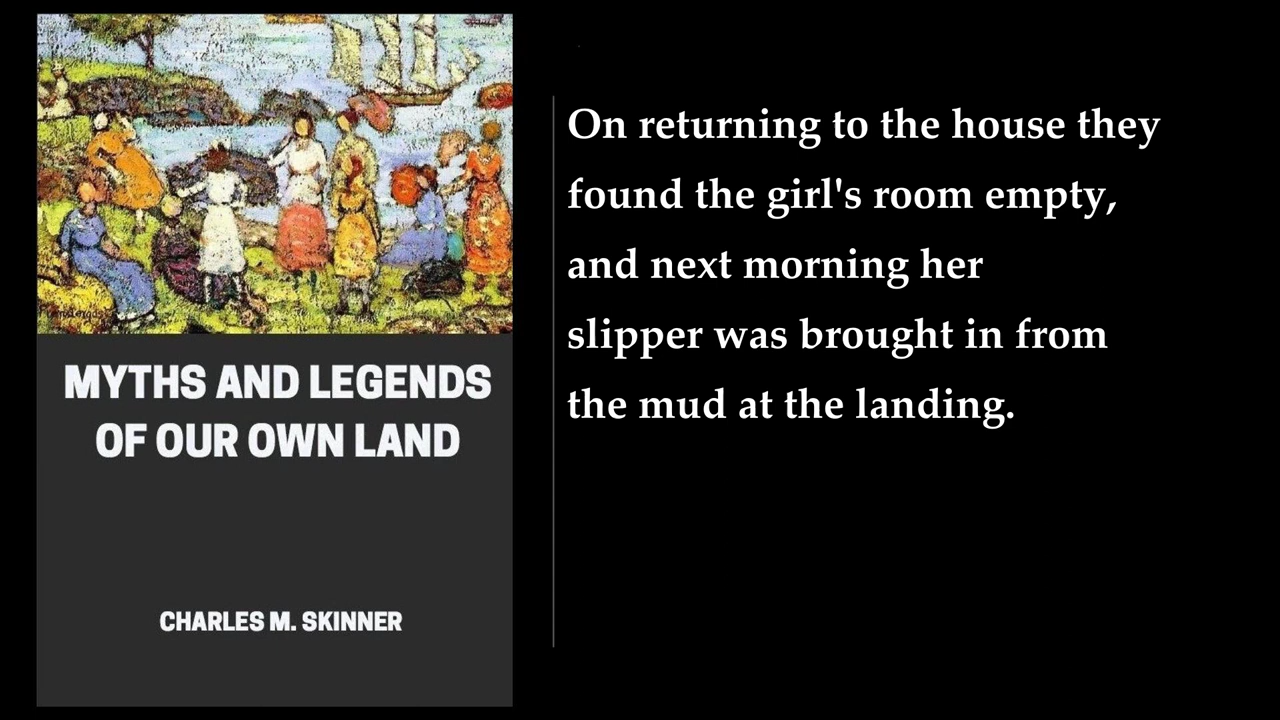 MYTHS AND LEGENDS
OF OUR OWN LAND
CHARLES M. SKINNER
On returning to the house they
found the girl's room empty,
and next morning her
slipper was brought in from
the mud at the landing.